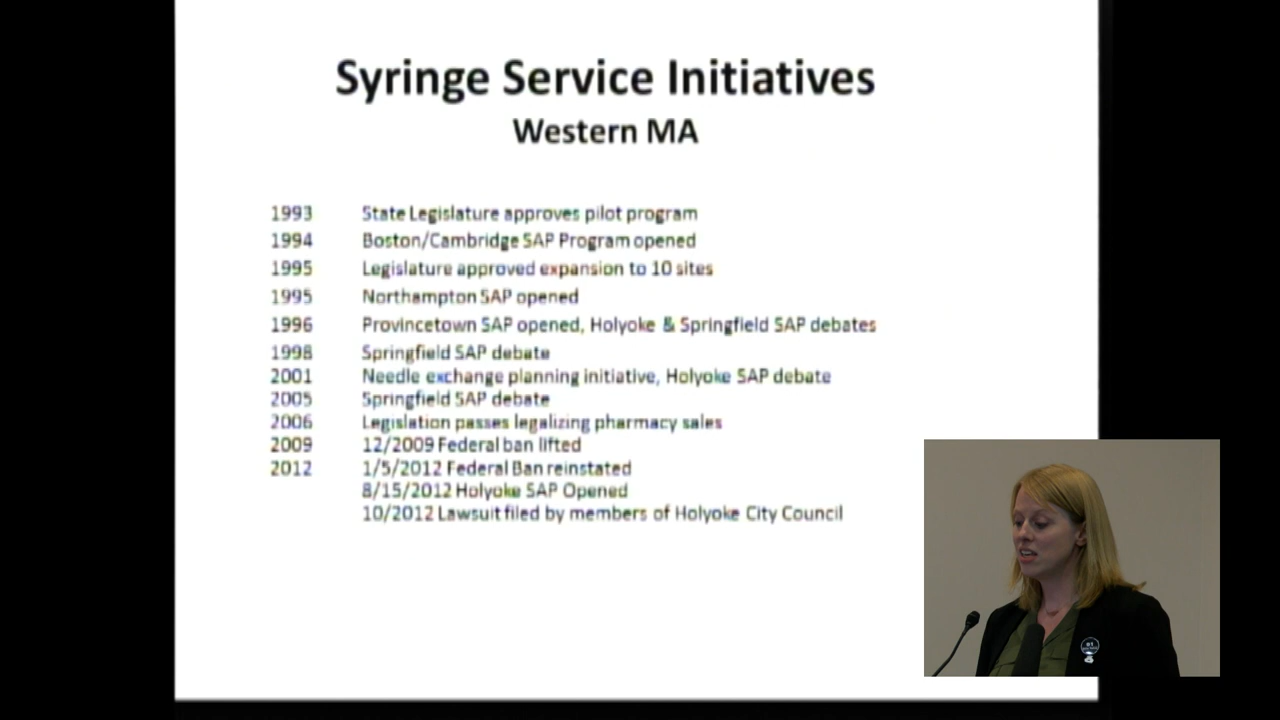 Syringe Service Initiatives
Western MA
1993 State Legislature approves pilot program
1994 Boston/Cambridge SAP Program opened
1995 Legislature approved expansion to 10 sites
1995 Northampton SAP opened
1996 Provincetown SAP opened, Holyoke & Springfield SAP debates
1998 Springfield SAP debate
2001 Needle exchange planning initiative, Holyoke SAP debate
2005 Springfield SAP debate
2006 Legislation passes legalizing pharmacy sales
2009 12/2009 Federal ban lifted
2012 1/5/2012 Federal Ban reinstated
8/15/2012 Holyoke SAP Opened
10/2012 Lawsuit filed by members of Holyoke City Council